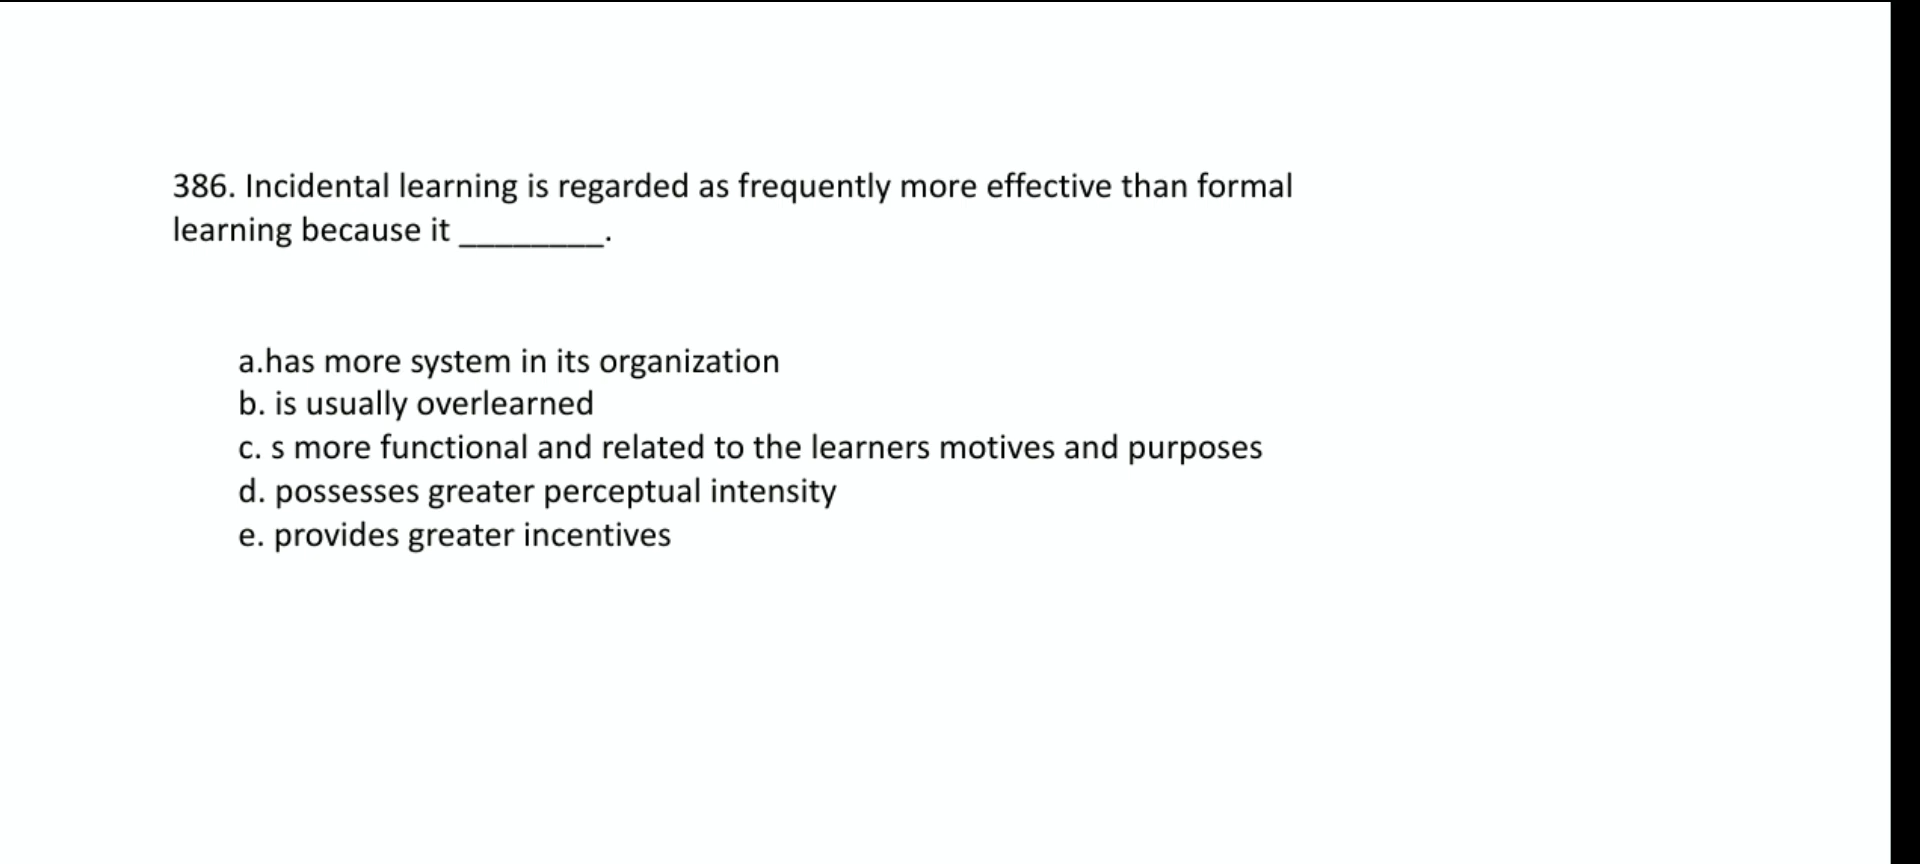 386. Incidental learning is regarded as frequently more effective than formal
learning because it ________.
a.has more system in its organization
b. is usually overlearned
c. s more functional and related to the learners motives and purposes
d. possesses greater perceptual intensity
e. provides greater incentives